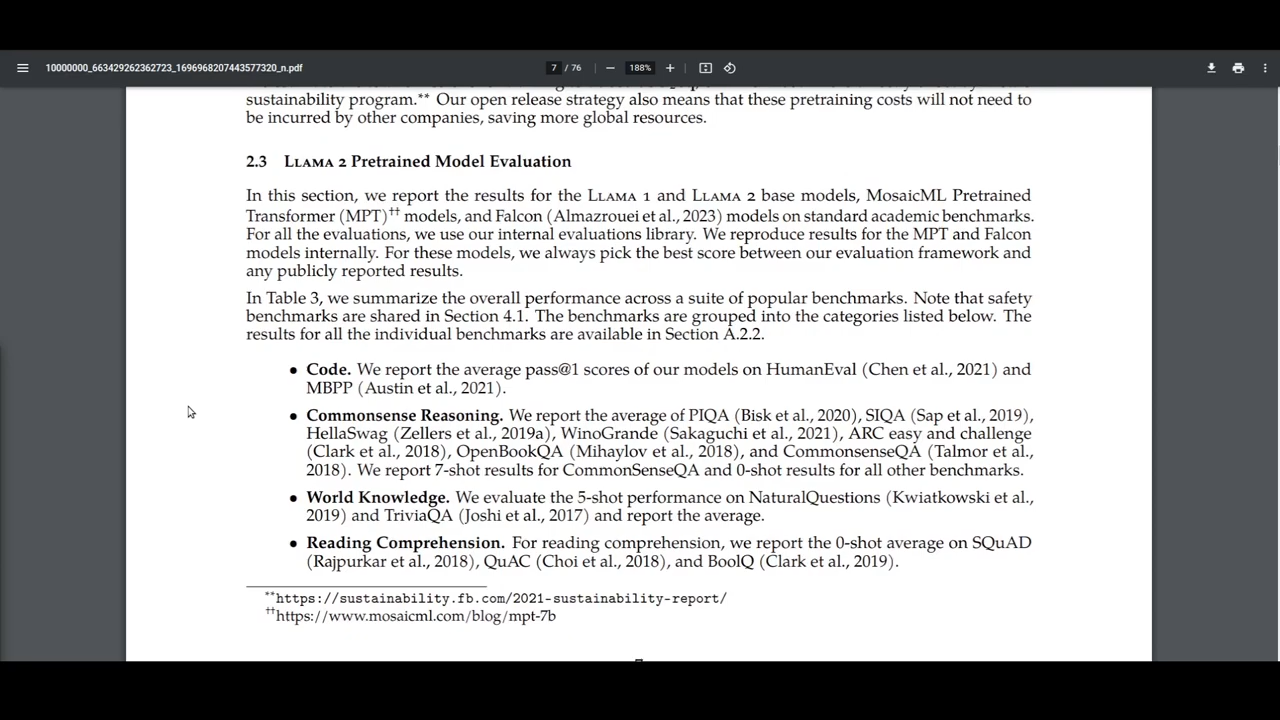 10000000_663429262362723_1696968207443577320_n.pdf
7 / 76
188%
sustainability program.** Our open release strategy also means that these pretraining costs will not need to
be incurred by other companies, saving more global resources.
2.3 Llama 2 Pretrained Model Evaluation
In this section, we report the results for the Llama 1 and Llama 2 base models, MosaicML Pretrained
Transformer (MPT)†† models, and Falcon (Almazrouei et al., 2023) models on standard academic benchmarks.
For all the evaluations, we use our internal evaluations library. We reproduce results for the MPT and Falcon
models internally. For these models, we always pick the best score between our evaluation framework and
any publicly reported results.
In Table 3, we summarize the overall performance across a suite of popular benchmarks. Note that safety
benchmarks are shared in Section 4.1. The benchmarks are grouped into the categories listed below. The
results for all the individual benchmarks are available in Section A.2.2.
• Code. We report the average pass@1 scores of our models on HumanEval (Chen et al., 2021) and
MBPP (Austin et al., 2021).
• Commonsense Reasoning. We report the average of PIQA (Bisk et al., 2020), SIQA (Sap et al., 2019),
HellaSwag (Zellers et al., 2019a), WinoGrande (Sakaguchi et al., 2021), ARC easy and challenge
(Clark et al., 2018), OpenBookQA (Mihaylov et al., 2018), and CommonsenseQA (Talmor et al.,
2018). We report 7-shot results for CommonSenseQA and 0-shot results for all other benchmarks.
• World Knowledge. We evaluate the 5-shot performance on NaturalQuestions (Kwiatkowski et al.,
2019) and TriviaQA (Joshi et al., 2017) and report the average.
• Reading Comprehension. For reading comprehension, we report the 0-shot average on SQuAD
(Rajpurkar et al., 2018), QuAC (Choi et al., 2018), and BoolQ (Clark et al., 2019).
**https://sustainability.fb.com/2021-sustainability-report/
††https://www.mosaicml.com/blog/mpt-7b